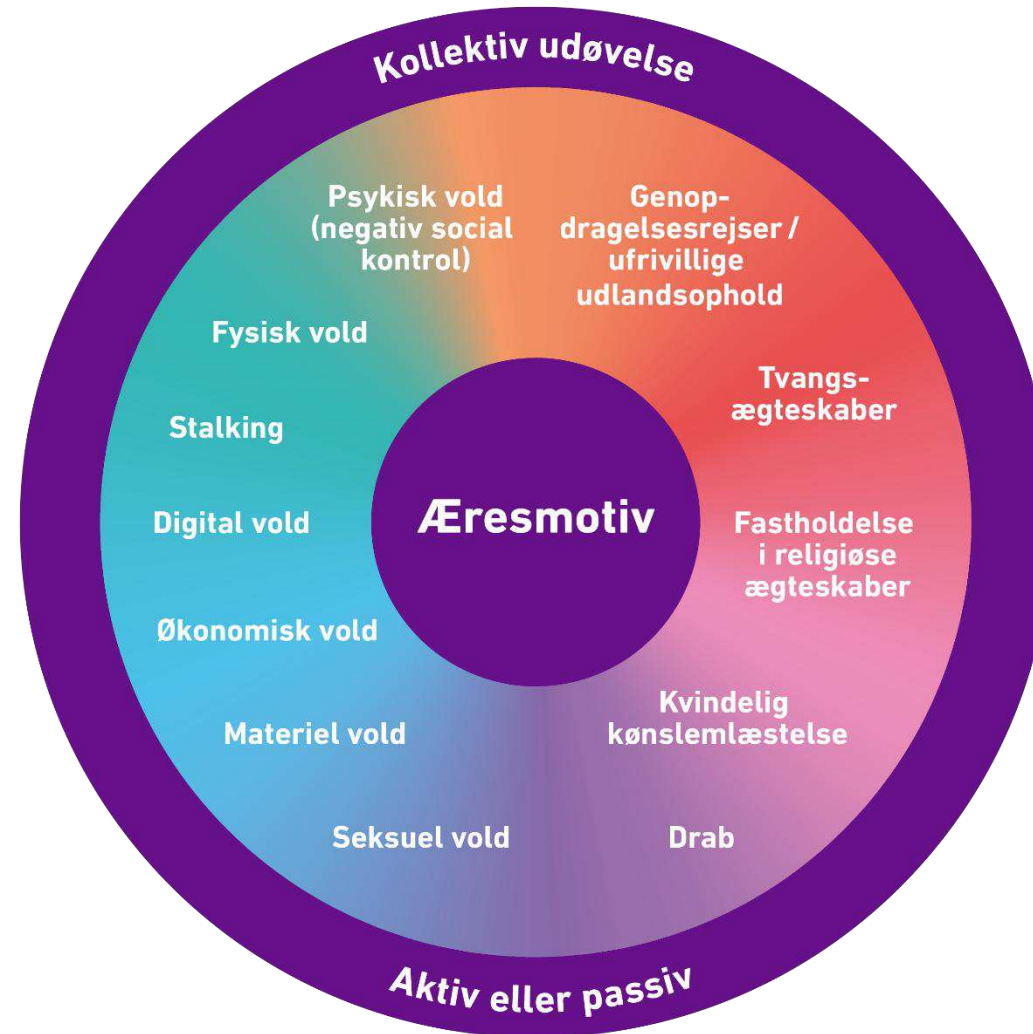 Kollektiv udøvelse
Psykisk vold
(negativ social
kontrol)
Genop-
dragelsesrejser /
ufrivillige
udlandsophold
Fysisk vold
Tvangs-
ægteskaber
Stalking
Digital vold
Æresmotiv
Fastholdelse
i religiøse
ægteskaber
Økonomisk vold
Kvindelig
kønslemlæstelse
Materiel vold
Seksuel vold
Drab
Aktiv eller passiv